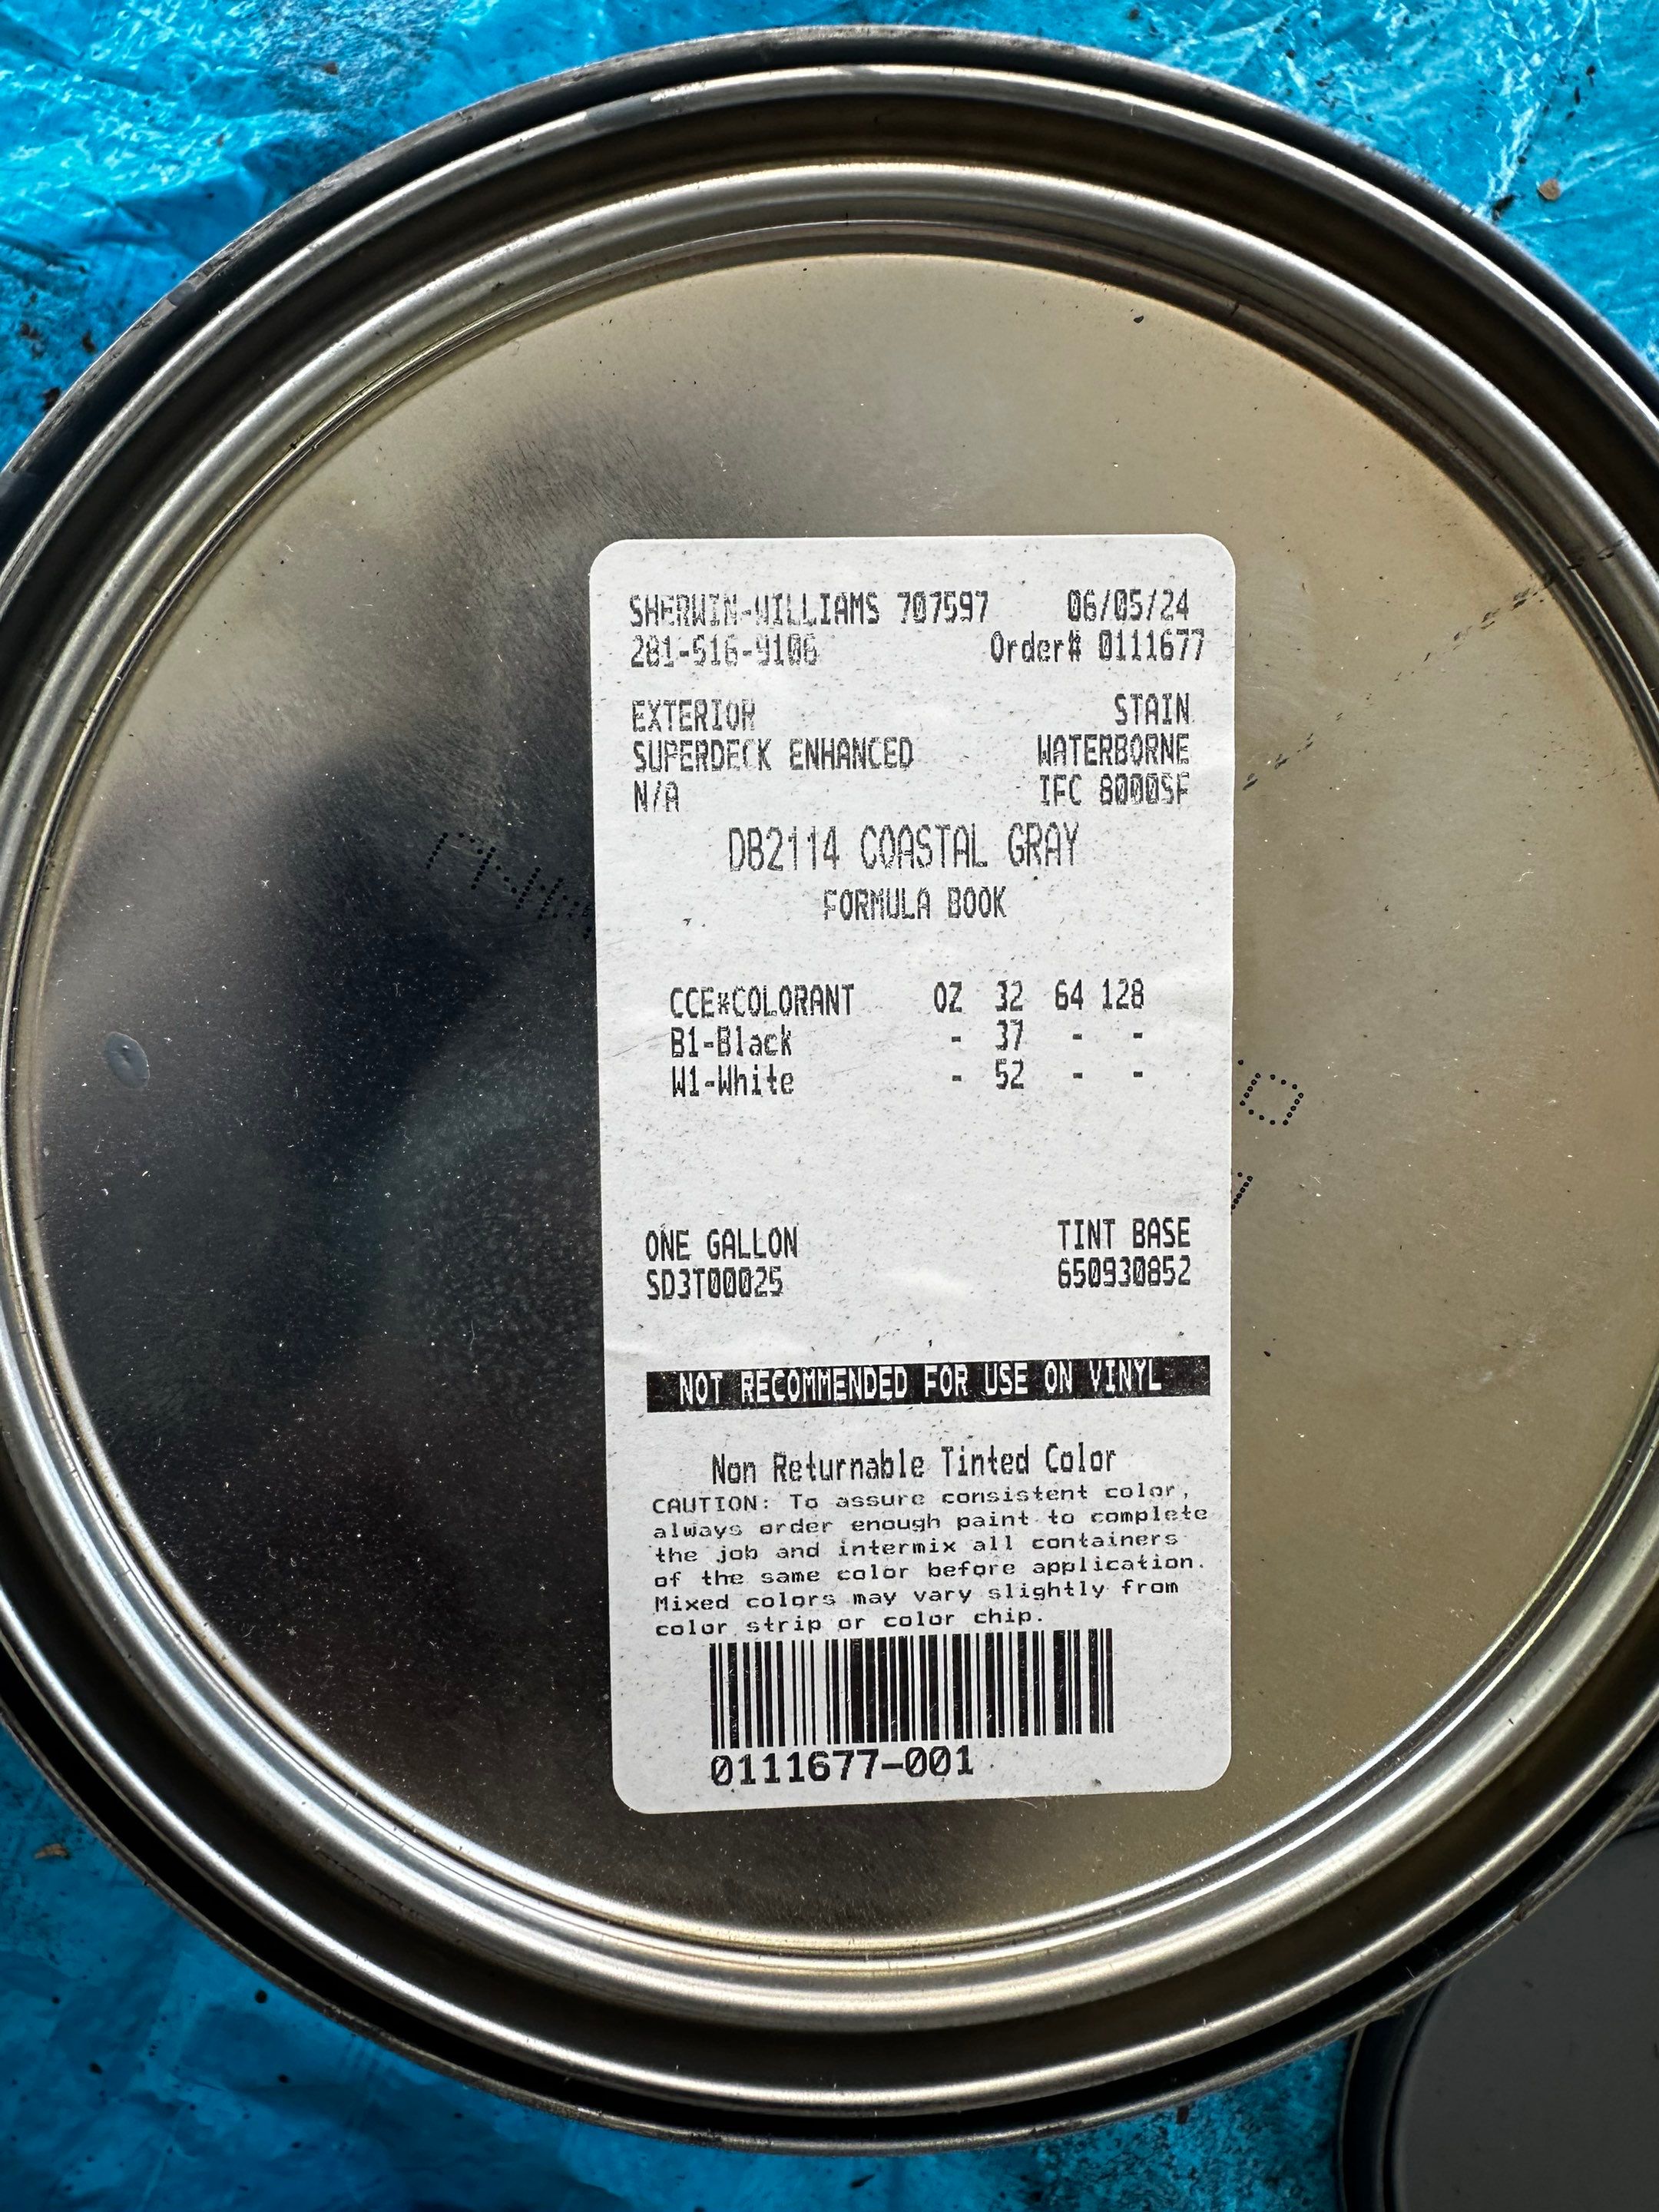 SHERWIN-WILLIAMS 707597 06/05/24
281-516-9106 Order# 0111677
EXTERIOR STAIN
SUPERDECK ENHANCED WATERBORNE
N/A IFC 8000SF
DB2114 COASTAL GRAY
FORMULA BOOK
CCE*COLORANT OZ 32 64 128
B1-Black - 37 - -
W1-White - 52 - -
ONE GALLON TINT BASE
SD3T00025 650930852
NOT RECOMMENDED FOR USE ON VINYL
Non Returnable Tinted Color
CAUTION: To assure consistent color,
always order enough paint to complete
the job and intermix all containers
of the same color before application.
Mixed colors may vary slightly from
color strip or color chip.
0111677-001